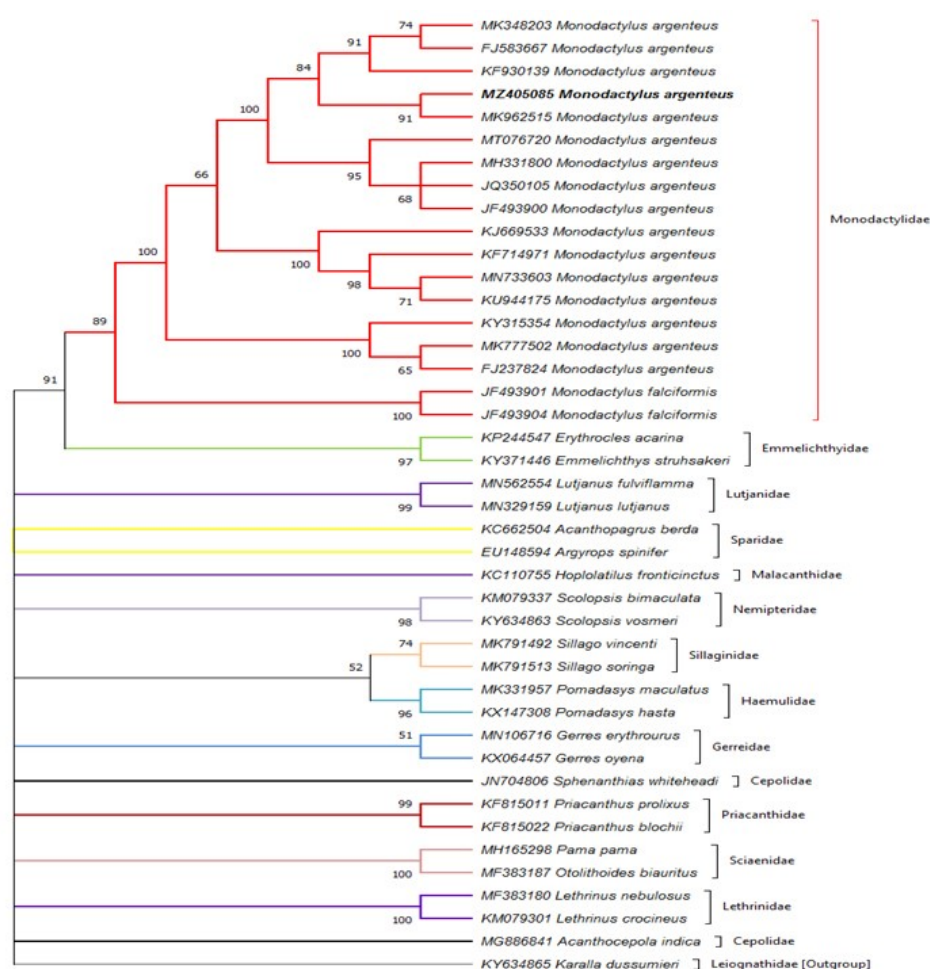 74
MK348203 Monodactylus argenteus
91
FJ583667 Monodactylus argenteus
84
KF930139 Monodactylus argenteus
100
MZ405085 Monodactylus argenteus
91
MK962515 Monodactylus argenteus
66
MT076720 Monodactylus argenteus
95
MH331800 Monodactylus argenteus
JQ350105 Monodactylus argenteus
68
JF493900 Monodactylus argenteus
Monodactylidae
100
KJ669533 Monodactylus argenteus
100
KF714971 Monodactylus argenteus
98
MN733603 Monodactylus argenteus
71
KU944175 Monodactylus argenteus
89
KY315354 Monodactylus argenteus
100
MK777502 Monodactylus argenteus
65
FJ237824 Monodactylus argenteus
91
JF493901 Monodactylus falciformis
100
JF493904 Monodactylus falciformis
KP244547 Erythrocles acarina
Emmelichthyidae
97
KY371446 Emmelichthys struhsakeri
MN562554 Lutjanus fulviflamma
Lutjanidae
99
MN329159 Lutjanus lutjanus
KC662504 Acanthopagrus berda
Sparidae
EU148594 Argyrops spinifer
KC110755 Hoplolatilus fronticinctus
Malacanthidae
KM079337 Scolopsis bimaculata
Nemipteridae
98
KY634863 Scolopsis vosmeri
74
MK791492 Sillago vincenti
Sillaginidae
52
MK791513 Sillago soringa
MK331957 Pomadasys maculatus
Haemulidae
96
KX147308 Pomadasys hasta
51
MN106716 Gerres erythrourus
Gerreidae
KX064457 Gerres oyena
JN704806 Sphenanthias whiteheadi
Cepolidae
99
KF815011 Priacanthus prolixus
Priacanthidae
KF815022 Priacanthus blochii
MH165298 Pama pama
Sciaenidae
100
MF383187 Otolithoides biauritus
MF383180 Lethrinus nebulosus
Lethrinidae
100
KM079301 Lethrinus crocineus
MG886841 Acanthocepola indica
Cepolidae
KY634865 Karalla dussumieri
Leiognathidae [Outgroup]